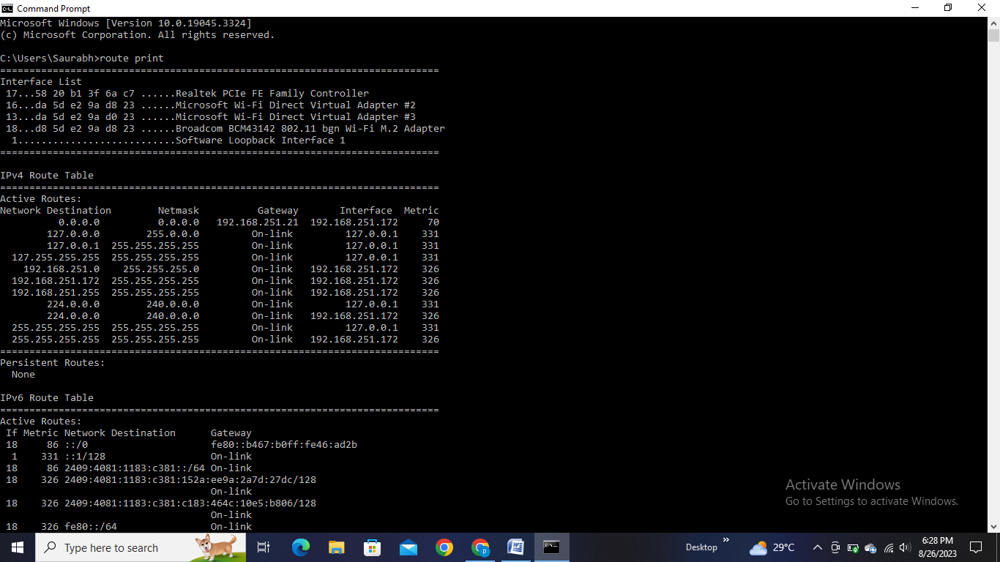 Command Prompt
Microsoft Windows [Version 10.0.19045.3324]
(c) Microsoft Corporation. All rights reserved.
C:\Users\Saurabh>route print
===========================================================================
Interface List
 17...58 20 b1 3f 6a c7 ......Realtek PCIe FE Family Controller
 16...da 5d e2 9a d8 23 ......Microsoft Wi-Fi Direct Virtual Adapter #2
 13...da 5d e2 9a d0 23 ......Microsoft Wi-Fi Direct Virtual Adapter #3
 18...d8 5d e2 9a d8 23 ......Broadcom BCM43142 802.11 bgn Wi-Fi M.2 Adapter
  1...........................Software Loopback Interface 1
===========================================================================
IPv4 Route Table
===========================================================================
Active Routes:
Network Destination        Netmask          Gateway       Interface  Metric
          0.0.0.0          0.0.0.0   192.168.251.21  192.168.251.172     70
        127.0.0.0        255.0.0.0         On-link         127.0.0.1    331
        127.0.0.1  255.255.255.255         On-link         127.0.0.1    331
  127.255.255.255  255.255.255.255         On-link         127.0.0.1    331
    192.168.251.0    255.255.255.0         On-link   192.168.251.172    326
  192.168.251.172  255.255.255.255         On-link   192.168.251.172    326
  192.168.251.255  255.255.255.255         On-link   192.168.251.172    326
        224.0.0.0        240.0.0.0         On-link         127.0.0.1    331
        224.0.0.0        240.0.0.0         On-link   192.168.251.172    326
  255.255.255.255  255.255.255.255         On-link         127.0.0.1    331
  255.255.255.255  255.255.255.255         On-link   192.168.251.172    326
===========================================================================
Persistent Routes:
  None
IPv6 Route Table
===========================================================================
Active Routes:
 If Metric Network Destination      Gateway
 18     86 ::/0                     fe80::b467:b0ff:fe46:ad2b
  1    331 ::1/128                  On-link
 18     86 2409:4081:1183:c381::/64 On-link
 18    326 2409:4081:1183:c381:152a:ee9a:2a7d:27dc/128
                                    On-link
 18    326 2409:4081:1183:c381:c183:464c:10e5:b806/128
                                    On-link
 18    326 fe80::/64                On-link
Activate Windows
Go to Settings to activate Windows.
Type here to search
Desktop
29°C
6:28 PM
8/26/2023